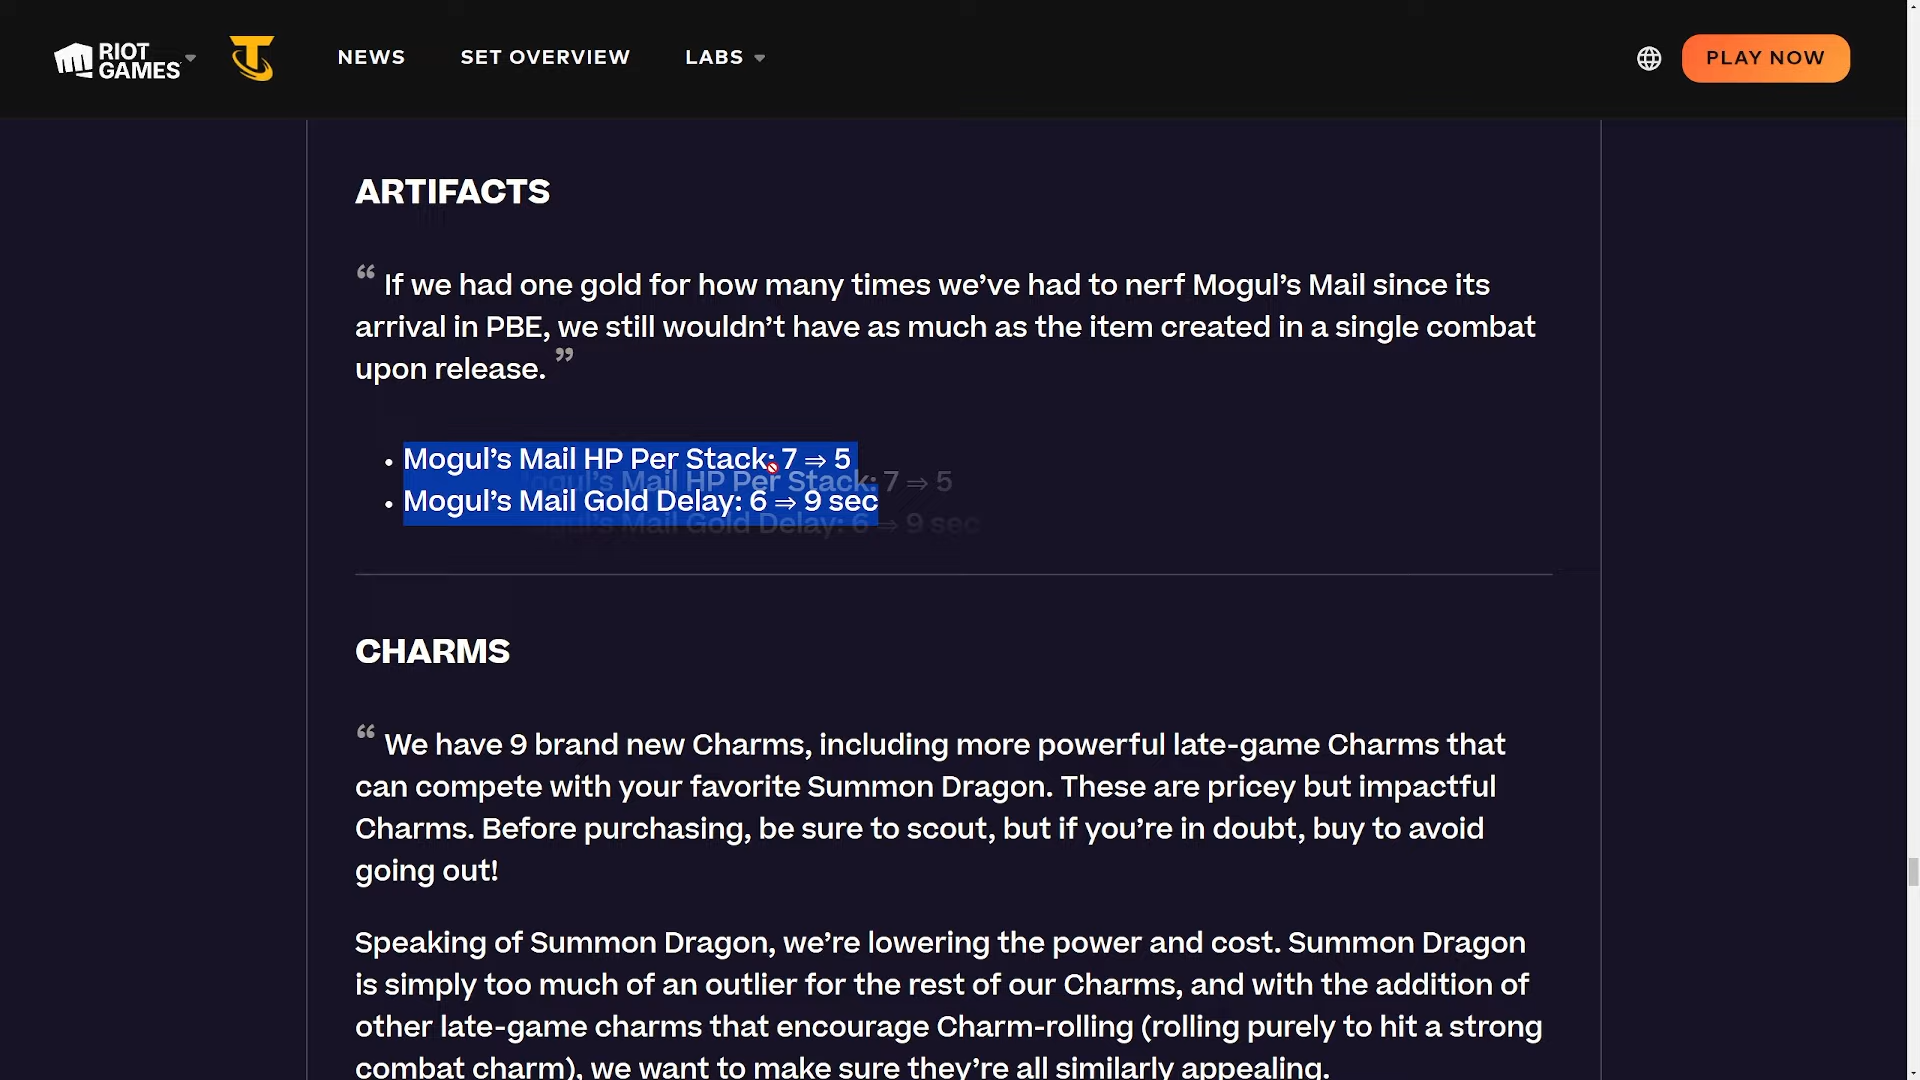 RIOT GAMES
NEWS
SET OVERVIEW
LABS
PLAY NOW
ARTIFACTS
“ If we had one gold for how many times we’ve had to nerf Mogul’s Mail since its
arrival in PBE, we still wouldn’t have as much as the item created in a single combat
upon release. ”
• Mogul’s Mail HP Per Stack: 7 ⇒ 5
• Mogul’s Mail Gold Delay: 6 ⇒ 9 sec
CHARMS
“ We have 9 brand new Charms, including more powerful late-game Charms that
can compete with your favorite Summon Dragon. These are pricey but impactful
Charms. Before purchasing, be sure to scout, but if you’re in doubt, buy to avoid
going out!
Speaking of Summon Dragon, we’re lowering the power and cost. Summon Dragon
is simply too much of an outlier for the rest of our Charms, and with the addition of
other late-game charms that encourage Charm-rolling (rolling purely to hit a strong
combat charm), we want to make sure they’re all similarly appealing.